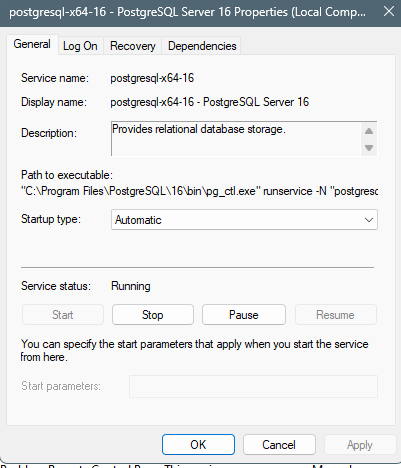 postgresql-x64-16 - PostgreSQL Server 16 Properties (Local Comp...
General
Log On
Recovery
Dependencies
Service name:
postgresql-x64-16
Display name:
postgresql-x64-16 - PostgreSQL Server 16
Description:
Provides relational database storage.
Path to executable:
"C:\Program Files\PostgreSQL\16\bin\pg_ctl.exe" runservice -N "postgresq
Startup type:
Automatic
Service status:
Running
Start
Stop
Pause
Resume
You can specify the start parameters that apply when you start the service
from here.
Start parameters:
OK
Cancel
Apply